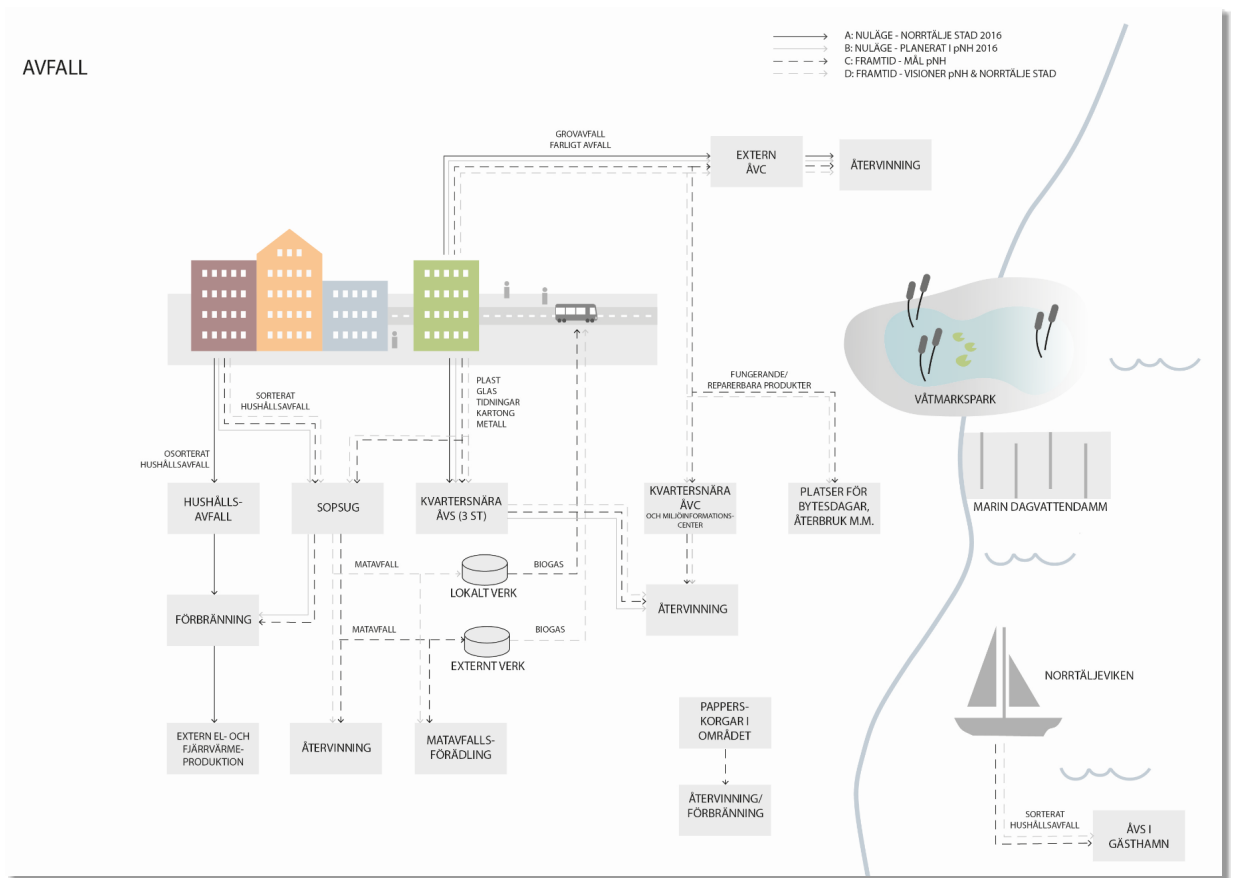 AVFALL
A: NULÄGE - NORRTÄLJE STAD 2016
B: NULÄGE - PLANERAT I pNH 2016
C: FRAMTID - MÅL pNH
D: FRAMTID - VISIONER pNH & NORRTÄLJE STAD
GROVAVFALL
FARLIGT AVFALL
EXTERN
ÅVC
ÅTERVINNING
SORTERAT
HUSHÅLLSAVFALL
PLAST
GLAS
TIDNINGAR
KARTONG
METALL
FUNGERANDE/
REPARERBARA PRODUKTER
VÅTMARKSPARK
OSORTERAT
HUSHÅLLSAVFALL
HUSHÅLLS-
AVFALL
SOPSUG
KVARTERSNÄRA
ÅVS (3 ST)
KVARTERSNÄRA
ÅVC
OCH MILJÖINFORMATIONS-
CENTER
PLATSER FÖR
BYTESDAGAR,
ÅTERBRUK M.M.
MARIN DAGVATTENDAMM
MATAVFALL
BIOGAS
LOKALT VERK
FÖRBRÄNNING
ÅTERVINNING
MATAVFALL
BIOGAS
EXTERNT VERK
NORRTÄLJEVIKEN
EXTERN EL- OCH
FJÄRRVÄRME-
PRODUKTION
ÅTERVINNING
MATAVFALLS-
FÖRÄDLING
PAPPERS-
KORGAR I
OMRÅDET
ÅTERVINNING/
FÖRBRÄNNING
SORTERAT
HUSHÅLLSAVFALL
ÅVS I
GÄSTHAMN